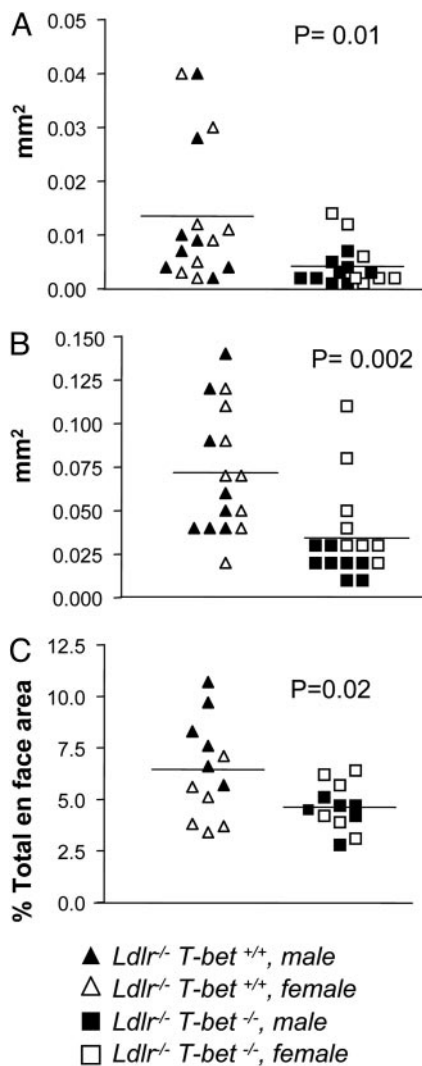 A
P= 0.01
mm²
0.05
0.04
0.03
0.02
0.01
0.00
B
P = 0.002
mm²
0.150
0.125
0.100
0.075
0.050
0.025
0.000
C
P=0.02
% Total en face area
12.5
10.0
7.5
5.0
2.5
0.0
▲ Ldlr⁻/⁻ T-bet ⁺/⁺, male
△ Ldlr⁻/⁻ T-bet ⁺/⁺, female
■ Ldlr⁻/⁻ T-bet ⁻/⁻, male
□ Ldlr⁻/⁻ T-bet ⁻/⁻, female